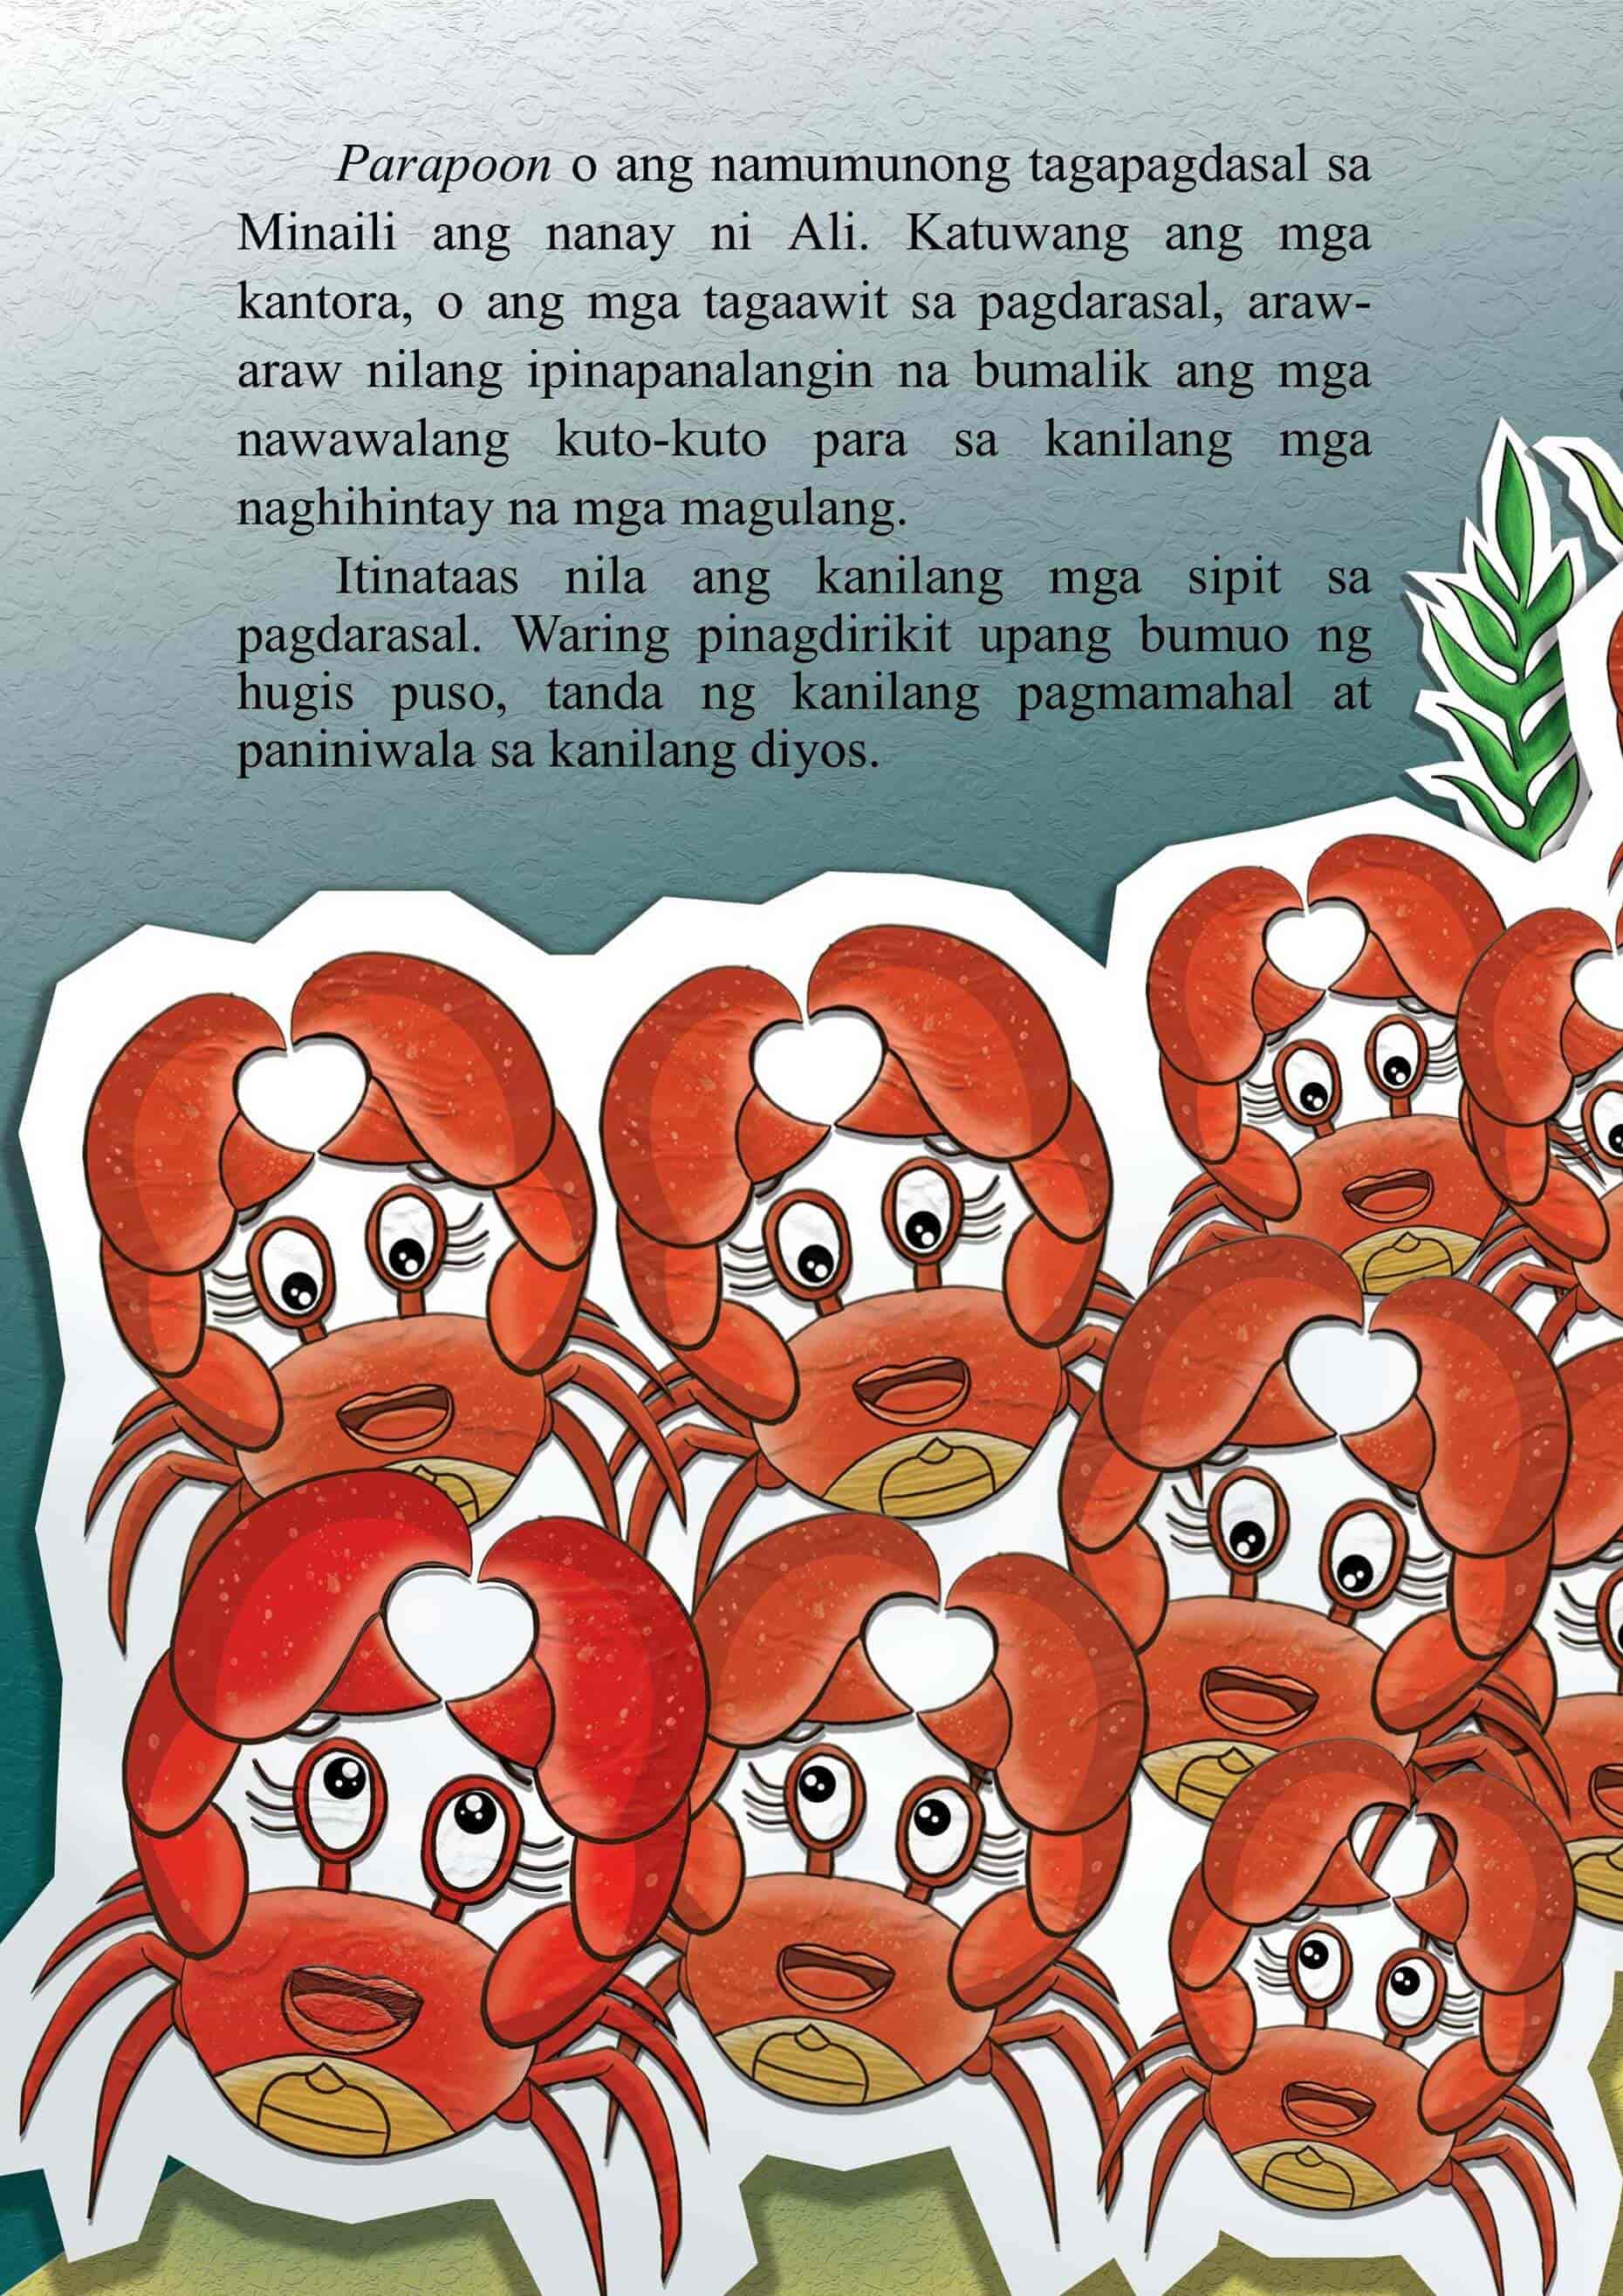 Parapoon o ang namumunong tagapagdasal sa
Minaili ang nanay ni Ali. Katuwang ang mga
kantora, o ang mga tagaawit sa pagdarasal, araw-
araw nilang ipinapanalangin na bumalik ang mga
nawawalang kuto-kuto para sa kanilang mga
naghihintay na mga magulang.
Itinataas nila ang kanilang mga sipit sa
pagdarasal. Waring pinagdirikit upang bumuo ng
hugis puso, tanda ng kanilang pagmamahal at
paniniwala sa kanilang diyos.